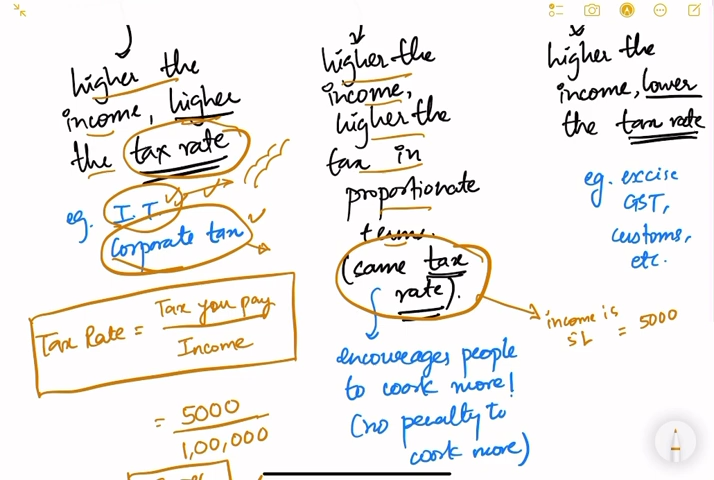 higher the
income, higher
the tax rate
eg. I.T.
Corporate tax
Tax Rate = Tax you pay
Income
= 5000
1,00,000
higher the
income,
higher the
tax in
proportionate
terms.
(same tax
rate).
encourages people
to work more!
(no penalty to
work more)
higher the
income, lower
the tax rate
eg. excise
GST,
customs,
etc.
income is
5L = 5000